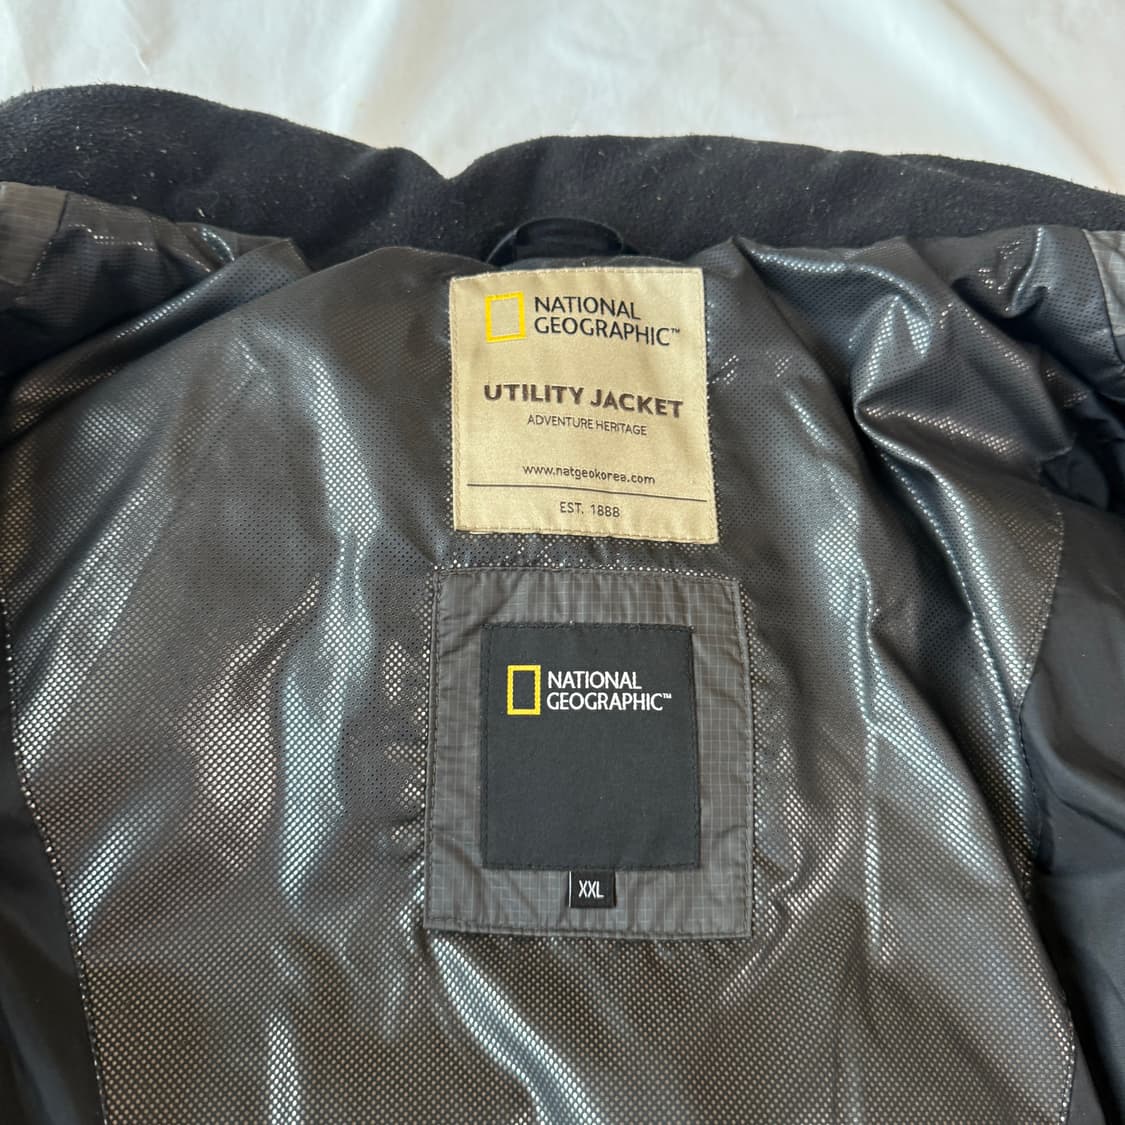 NATIONAL
GEOGRAPHIC™
UTILITY JACKET
ADVENTURE HERITAGE
www.natgeokorea.com
EST. 1888
NATIONAL
GEOGRAPHIC™
XXL